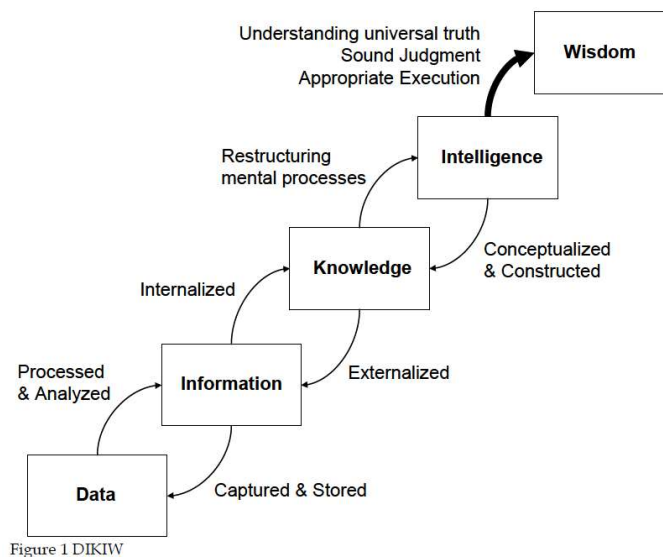 Understanding universal truth
Sound Judgment
Appropriate Execution
Wisdom
Restructuring
mental processes
Intelligence
Conceptualized
& Constructed
Internalized
Knowledge
Externalized
Processed
& Analyzed
Information
Captured & Stored
Data
Figure 1 DIKIW